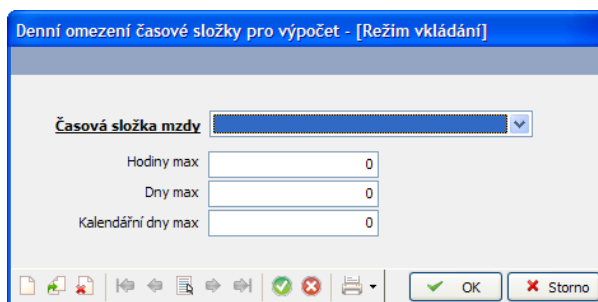 Denní omezení časové složky pro výpočet - [Režim vkládání]
Časová složka mzdy
Hodiny max 0
Dny max 0
Kalendářní dny max 0
OK Storno